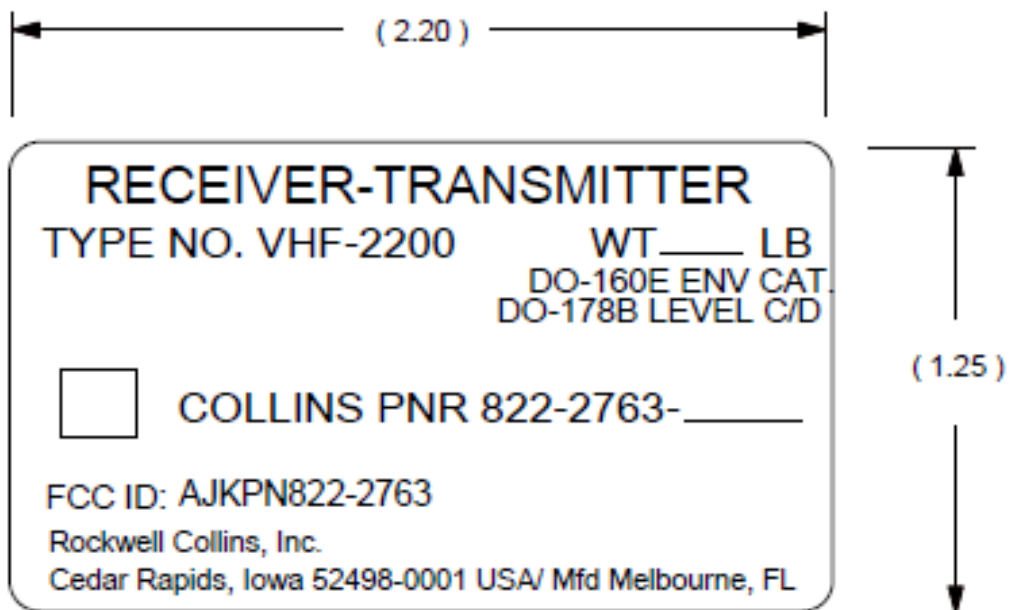 ( 2.20 )
RECEIVER-TRANSMITTER
TYPE NO. VHF-2200 WT____ LB
DO-160E ENV CAT.
DO-178B LEVEL C/D
( 1.25 )
COLLINS PNR 822-2763-______
FCC ID: AJKPN822-2763
Rockwell Collins, Inc.
Cedar Rapids, Iowa 52498-0001 USA/ Mfd Melbourne, FL